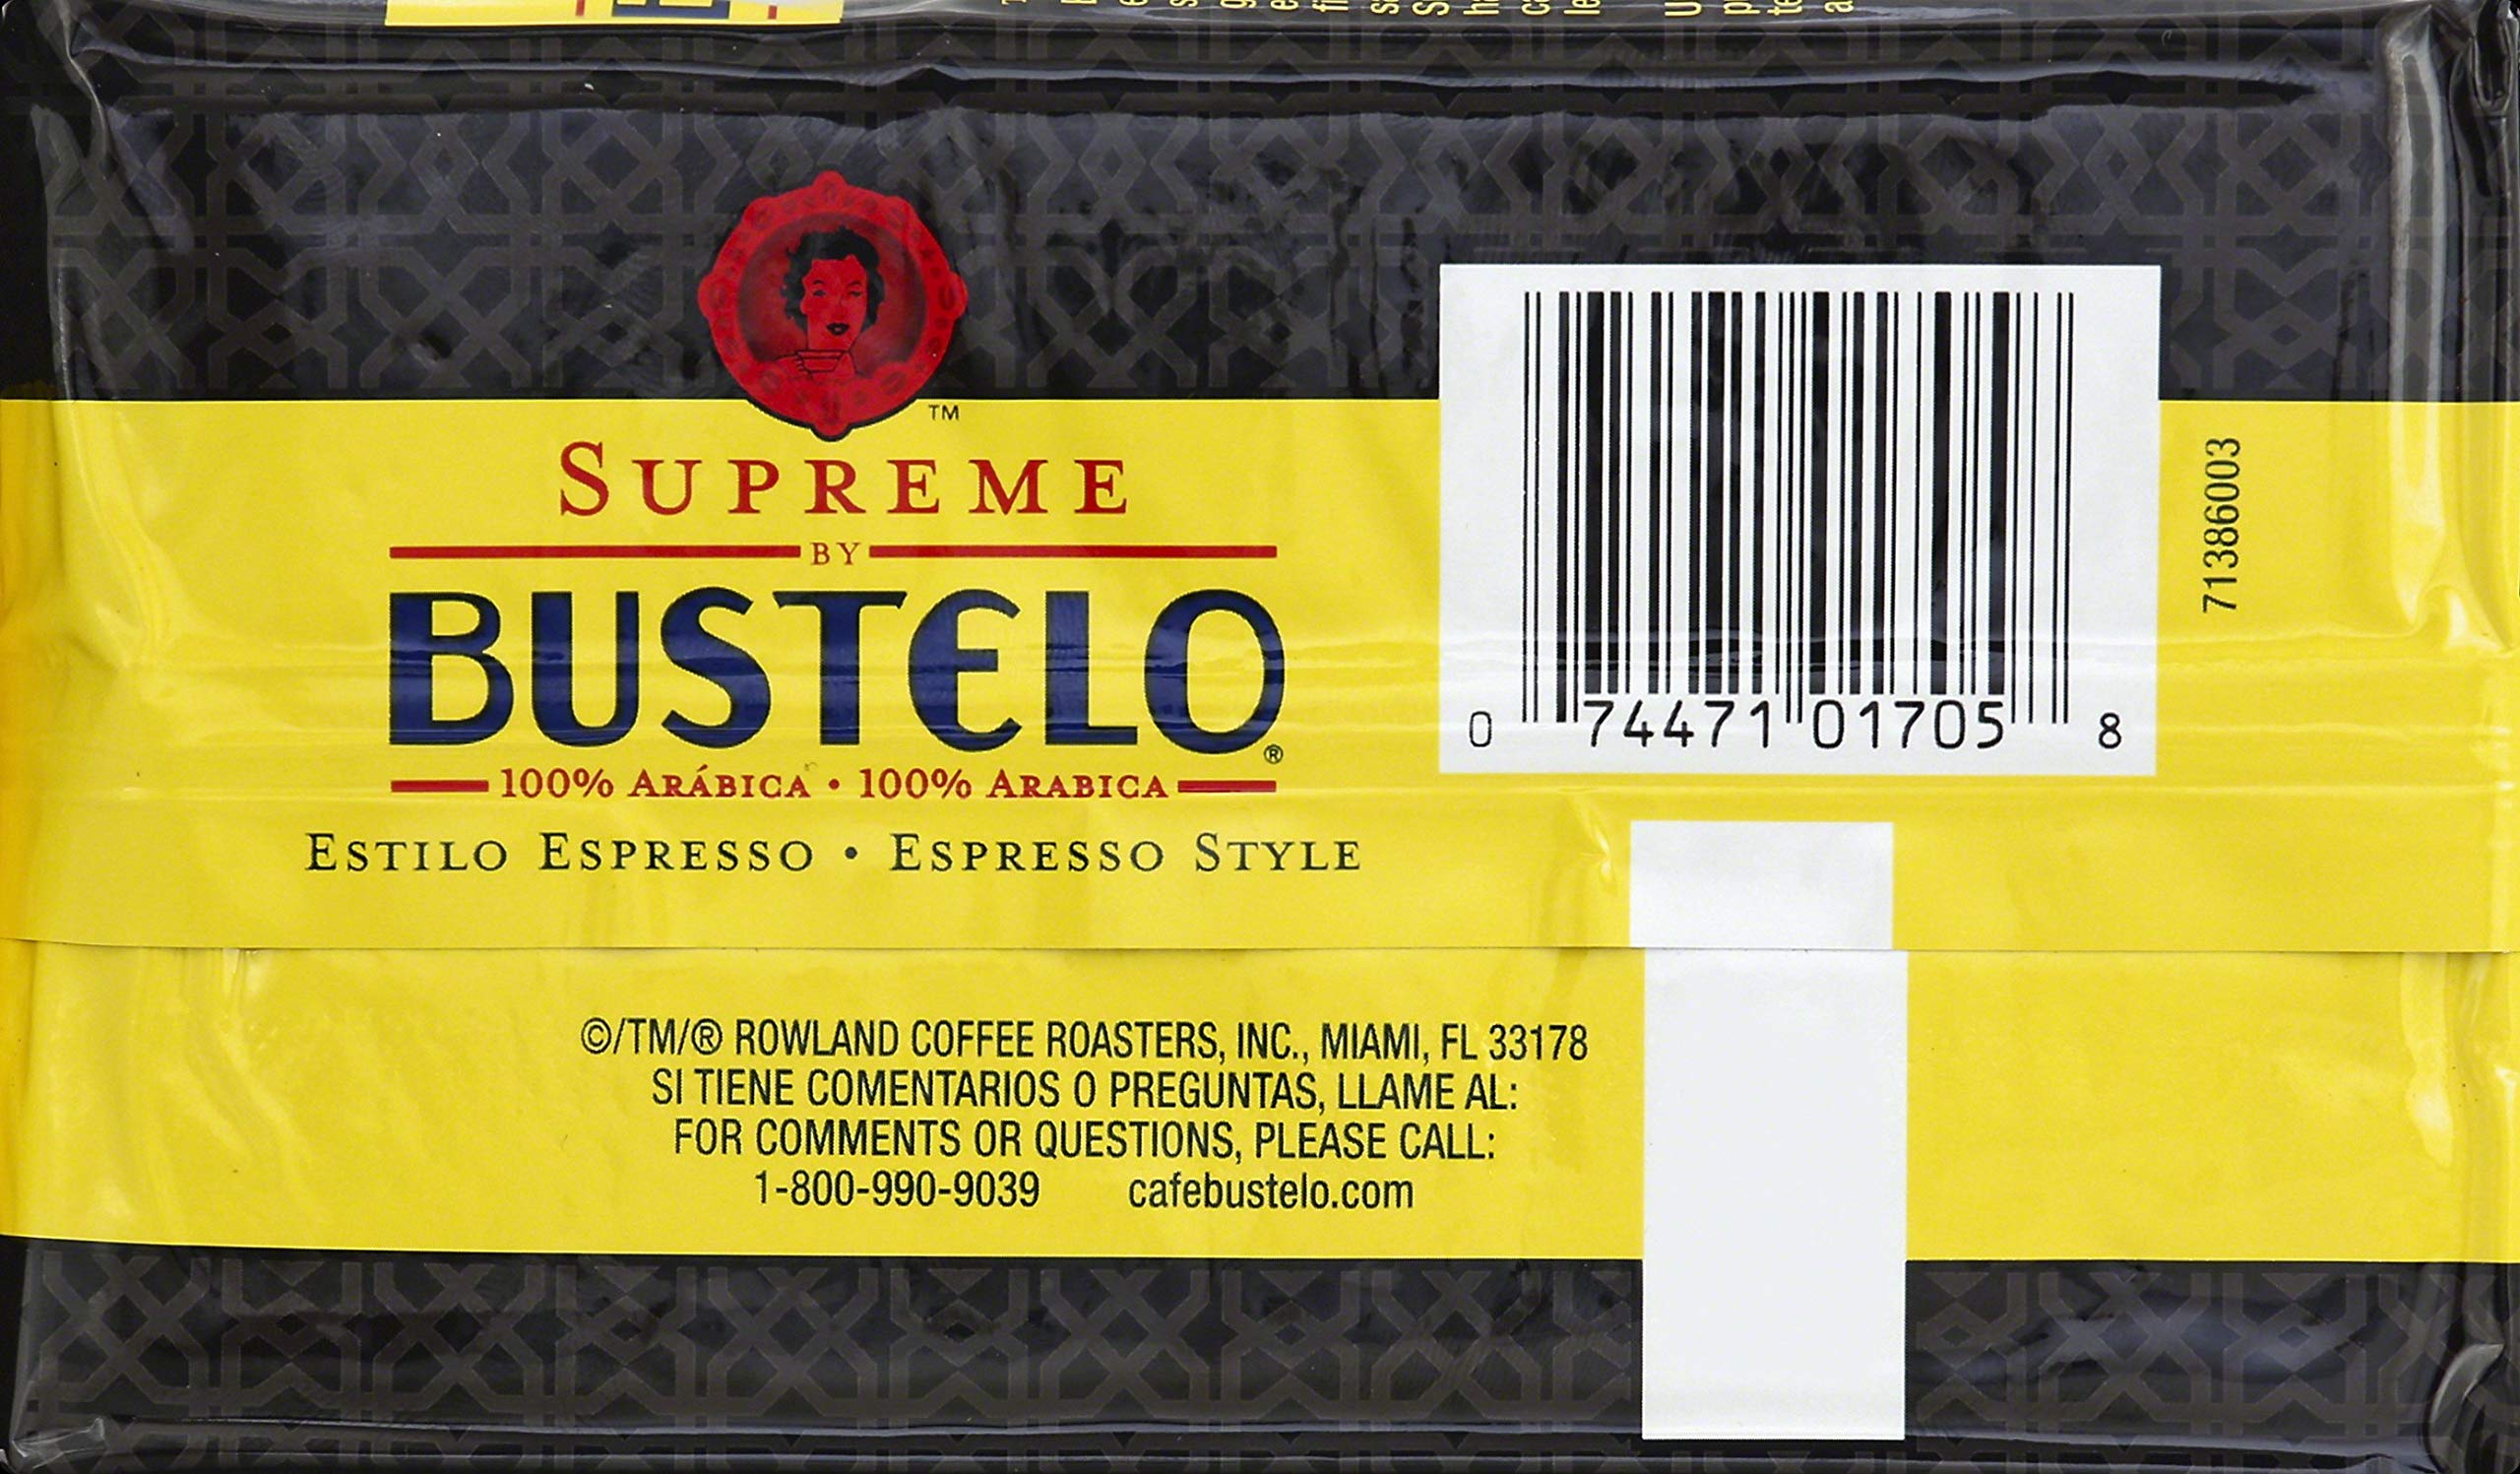 ™
SUPREME
BY
BUSTELO®
100% ARÁBICA • 100% ARABICA
ESTILO ESPRESSO • ESPRESSO STYLE
0 74471 01705 8
71386003
©/TM/® ROWLAND COFFEE ROASTERS, INC., MIAMI, FL 33178
SI TIENE COMENTARIOS O PREGUNTAS, LLAME AL:
FOR COMMENTS OR QUESTIONS, PLEASE CALL:
1-800-990-9039 cafebustelo.com